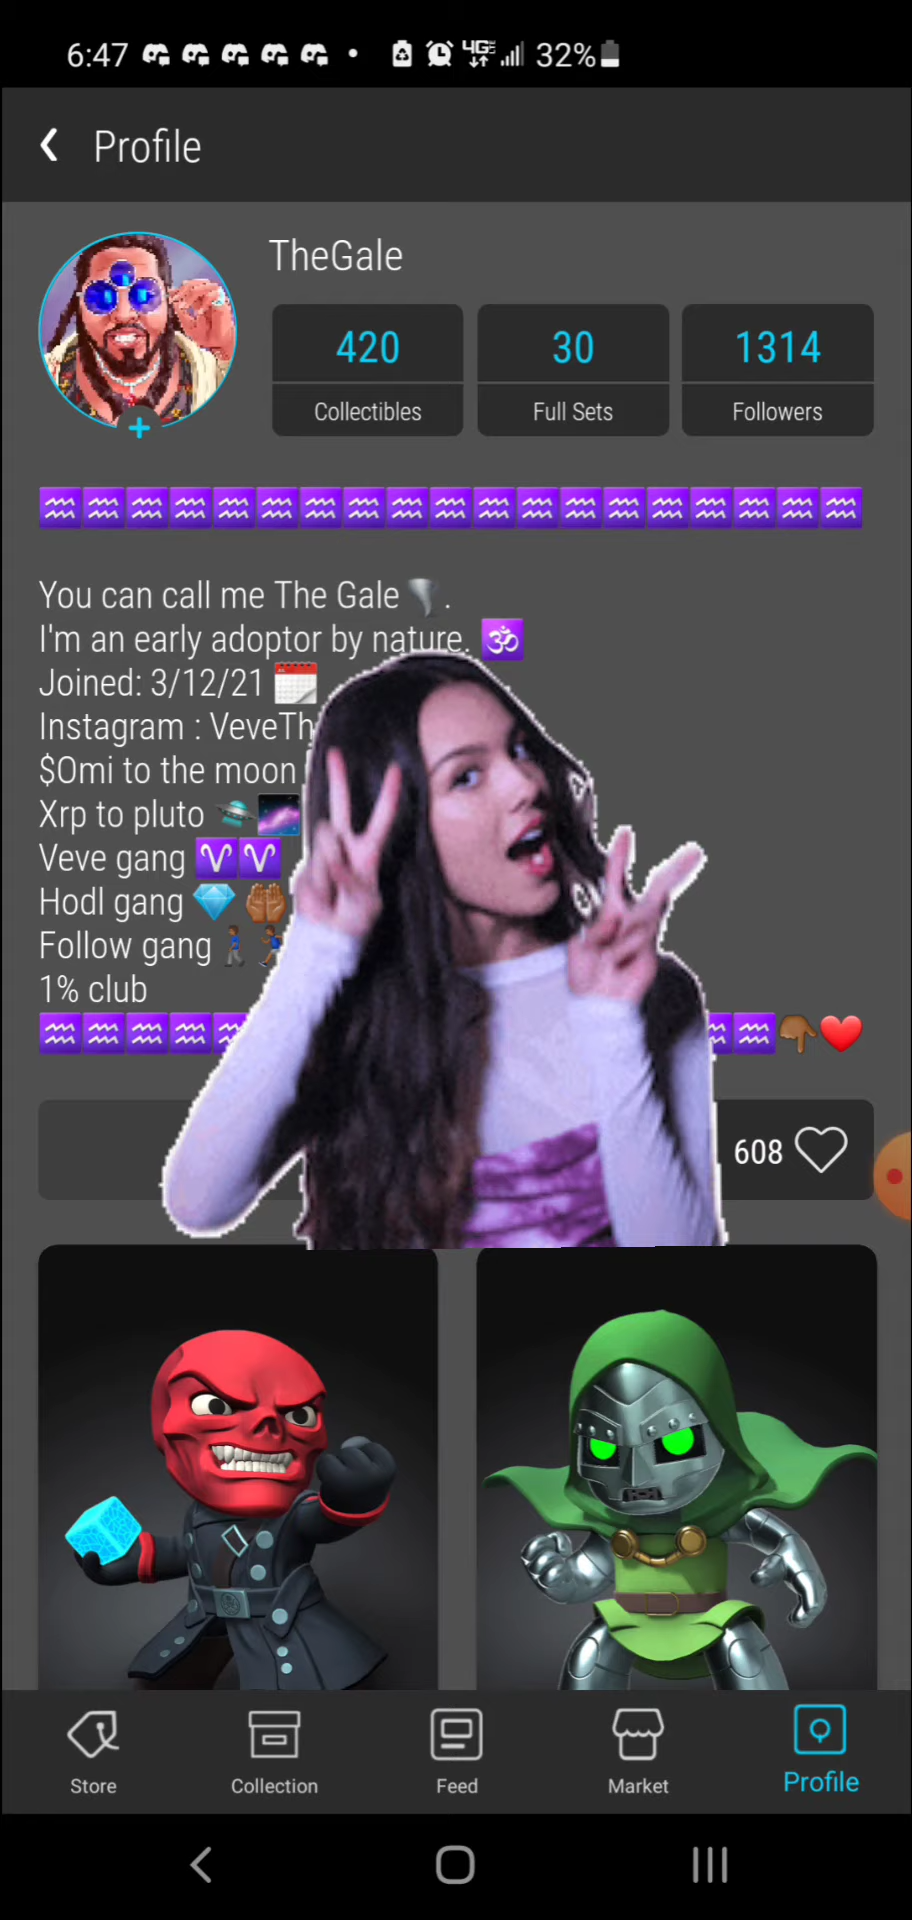 6:47 4GE 32%
Profile
TheGale
420 30 1314
Collectibles Full Sets Followers
♒♒♒♒♒♒♒♒♒♒♒♒♒♒♒♒♒♒♒
You can call me The Gale 🌪️.
I'm an early adoptor by nature. 🕉️
Joined: 3/12/21 🗓️
Instagram : VeveTh
$Omi to the moon
Xrp to pluto 🛸🌌
Veve gang ♈♈
Hodl gang 💎🤲🏾
Follow gang 🚶🏾🏃🏾
1% club
♒♒♒♒♒ ♒♒👇🏾❤️
608
Store Collection Feed Market Profile